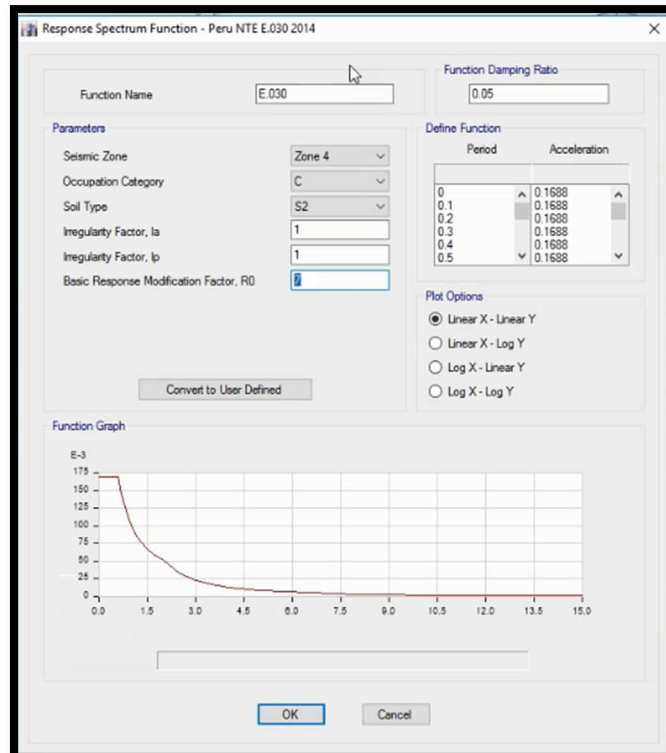 Response Spectrum Function - Peru NTE E.030 2014
Function Name
E.030
Function Damping Ratio
0.05
Parameters
Seismic Zone
Zone 4
Occupation Category
C
Soil Type
S2
Irregularity Factor, Ia
1
Irregularity Factor, Ip
1
Basic Response Modification Factor, R0
7
Convert to User Defined
Define Function
Period Acceleration
0 0.1688
0.1 0.1688
0.2 0.1688
0.3 0.1688
0.4 0.1688
0.5 0.1688
Plot Options
Linear X - Linear Y
Linear X - Log Y
Log X - Linear Y
Log X - Log Y
Function Graph
E-3
175
150
125
100
75
50
25
0
0.0 1.5 3.0 4.5 6.0 7.5 9.0 10.5 12.0 13.5 15.0
OK Cancel